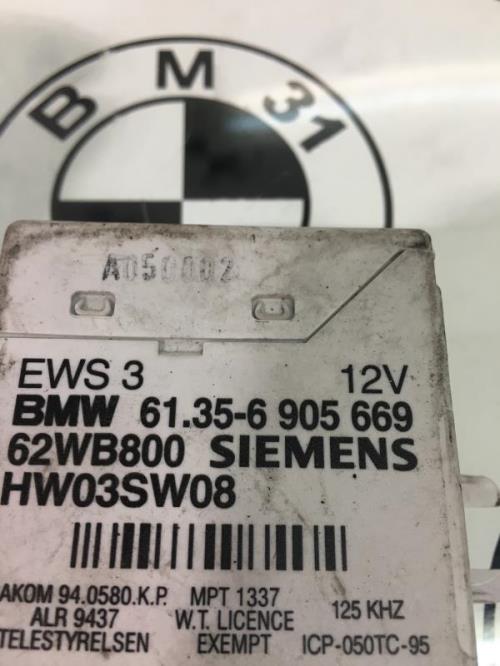 B M 31
A050002
EWS 3 12V
BMW 61.35-6 905 669
62WB800 SIEMENS
HW03SW08
AKOM 94.0580.K.P. MPT 1337
ALR 9437 W.T. LICENCE 125 KHZ
TELESTYRELSEN EXEMPT ICP-050TC-95